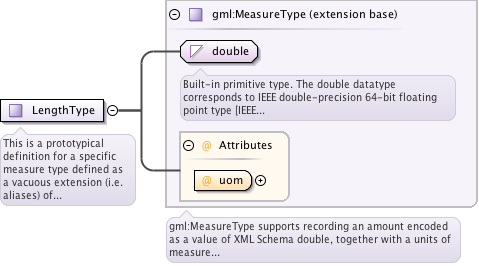 gml:MeasureType (extension base)
double
Built-in primitive type. The double datatype
corresponds to IEEE double-precision 64-bit floating
point type [IEEE...
LengthType
This is a prototypical
definition for a specific
measure type defined as
a vacuous extension (i.e.
aliases) of...
@ Attributes
@ uom
gml:MeasureType supports recording an amount encoded
as a value of XML Schema double, together with a units of
measure...